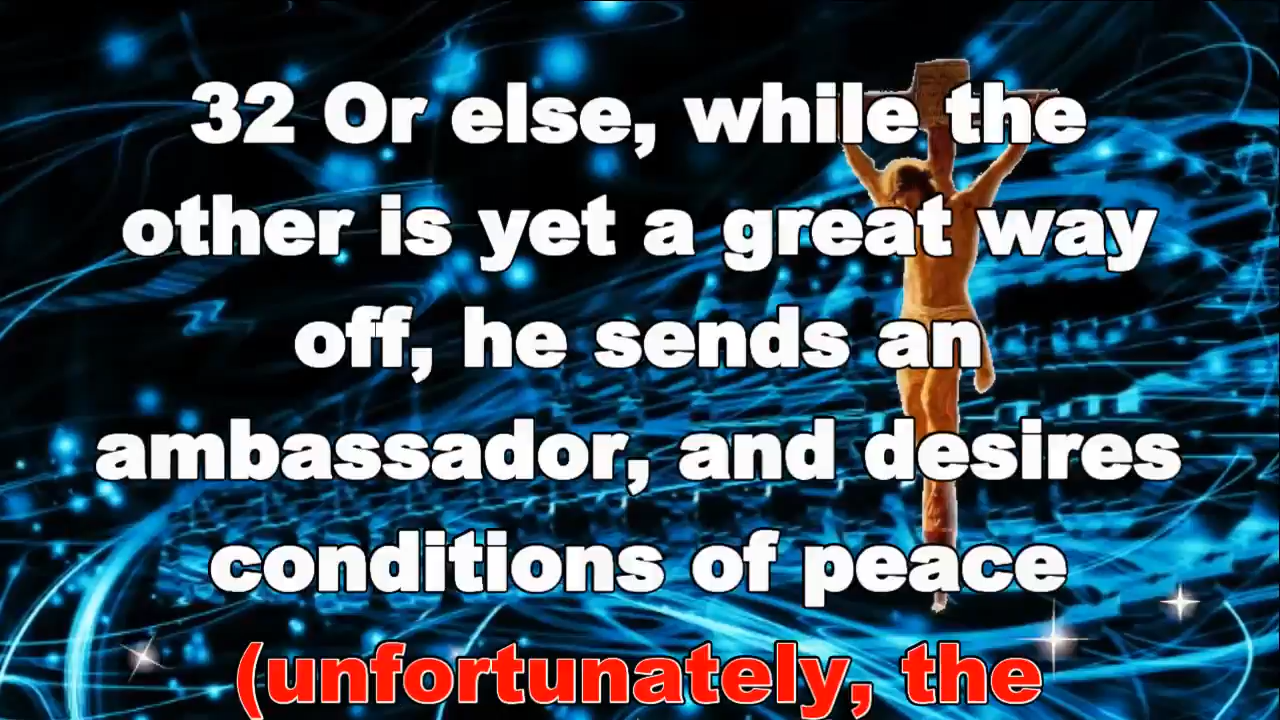 32 Or else, while the
other is yet a great way
off, he sends an
ambassador, and desires
conditions of peace
(unfortunately, the